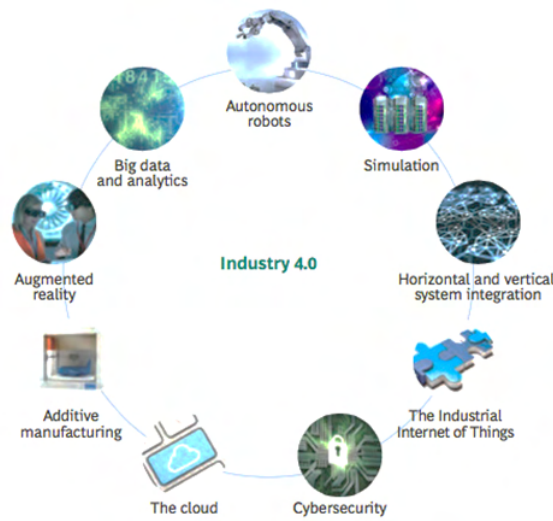 Autonomous
robots
Simulation
Horizontal and vertical
system integration
The Industrial
Internet of Things
Cybersecurity
The cloud
Additive
manufacturing
Augmented
reality
Big data
and analytics
Industry 4.0